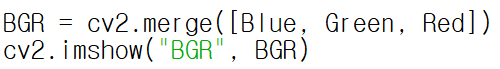 BGR = cv2.merge([Blue, Green, Red])
cv2.imshow("BGR", BGR)